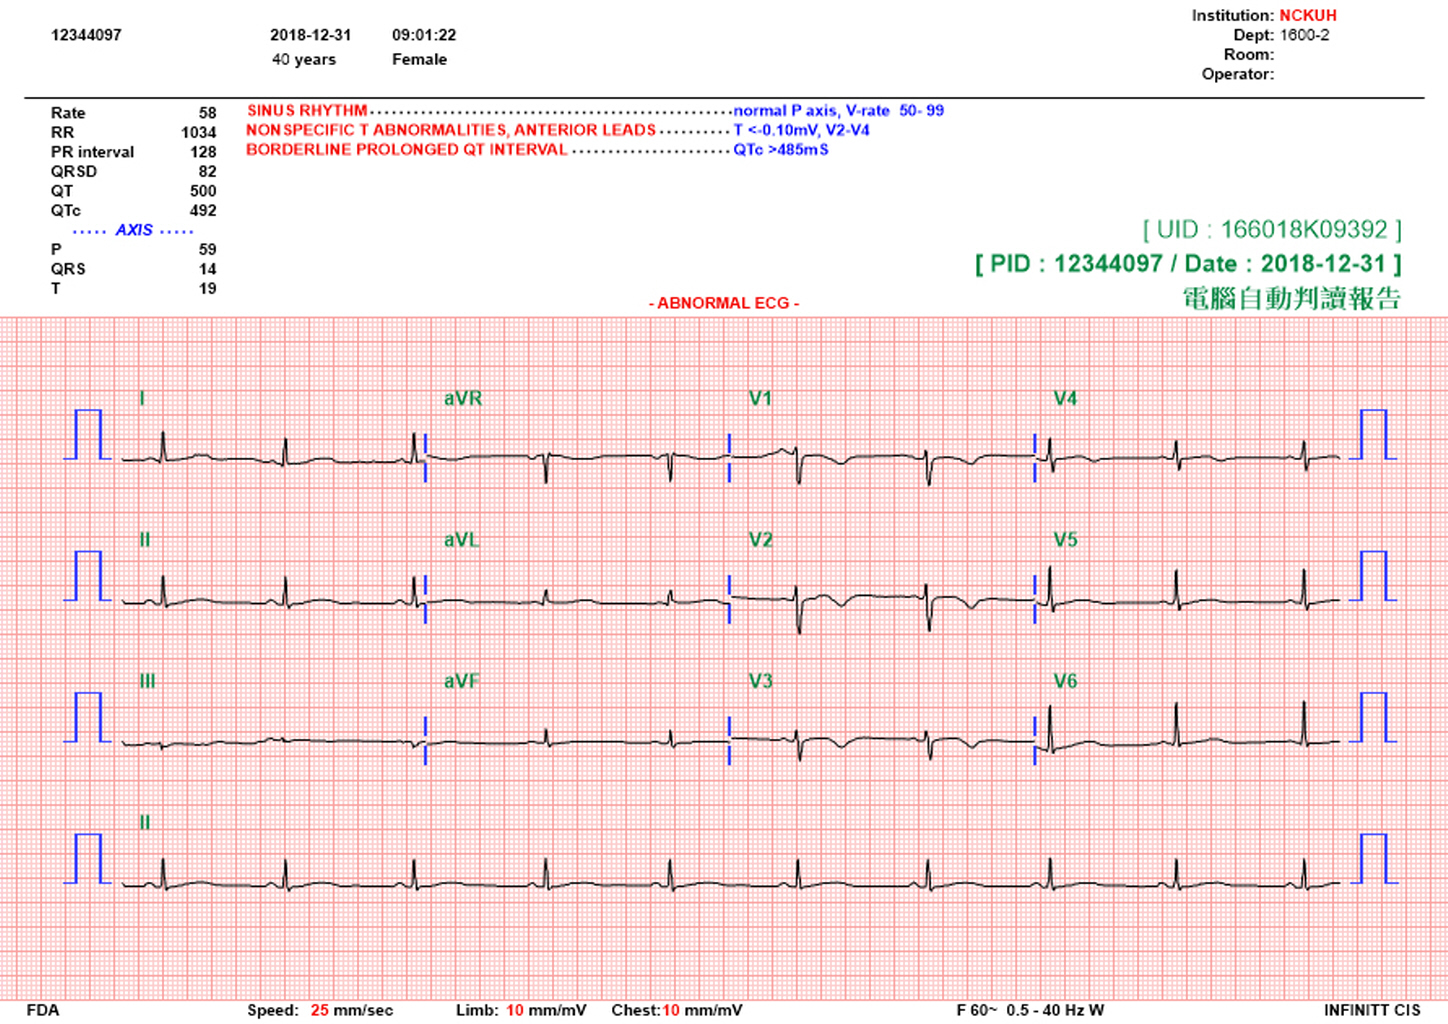 Institution: NCKUH
12344097 2018-12-31 09:01:22 Dept: 1600-2
40 years Female Room:
Operator:
Rate 58 SINUS RHYTHM normal P axis, V-rate 50- 99
RR 1034 NONSPECIFIC T ABNORMALITIES, ANTERIOR LEADS T <-0.10mV, V2-V4
PR interval 128 BORDERLINE PROLONGED QT INTERVAL QTc >485mS
QRSD 82
QT 500
QTc 492
AXIS
[ UID : 166018K09392 ]
P 59
[ PID : 12344097 / Date : 2018-12-31 ]
QRS 14
T 19
電腦自動判讀報告
- ABNORMAL ECG -
I aVR V1 V4
II aVL V2 V5
III aVF V3 V6
II
FDA Speed: 25 mm/sec Limb: 10 mm/mV Chest:10 mm/mV F 60~ 0.5 - 40 Hz W INFINITT CIS